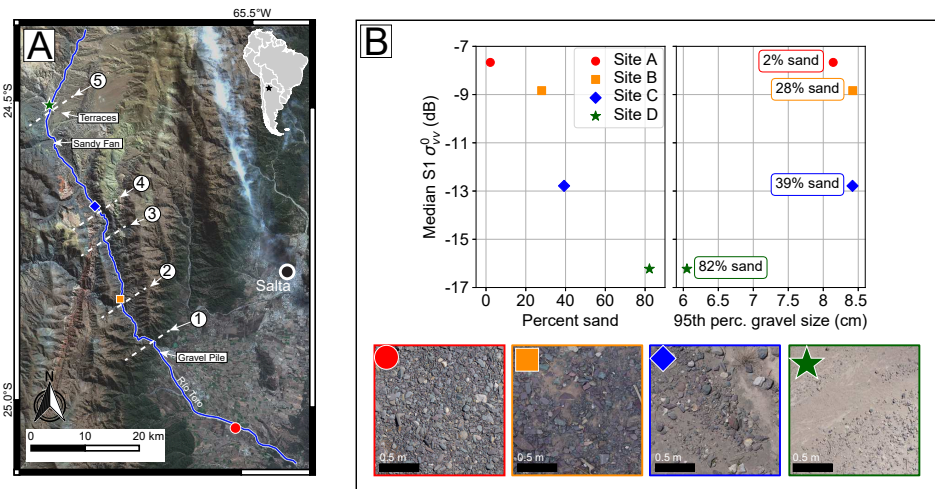 65.5°W
A
24.5°S
5
Terraces
Sandy Fan
4
3
2
Salta
1
Gravel Pile
Río Toro
25.0°S
N
0 10 20 km
B
-7
-9
-11
-13
-15
-17
Median S1 σ⁰vv (dB)
Site A
Site B
Site C
Site D
0 40 80
Percent sand
2% sand
28% sand
39% sand
82% sand
6 6.5 7 7.5 8 8.5
95th perc. gravel size (cm)
0.5 m
0.5 m
0.5 m
0.5 m